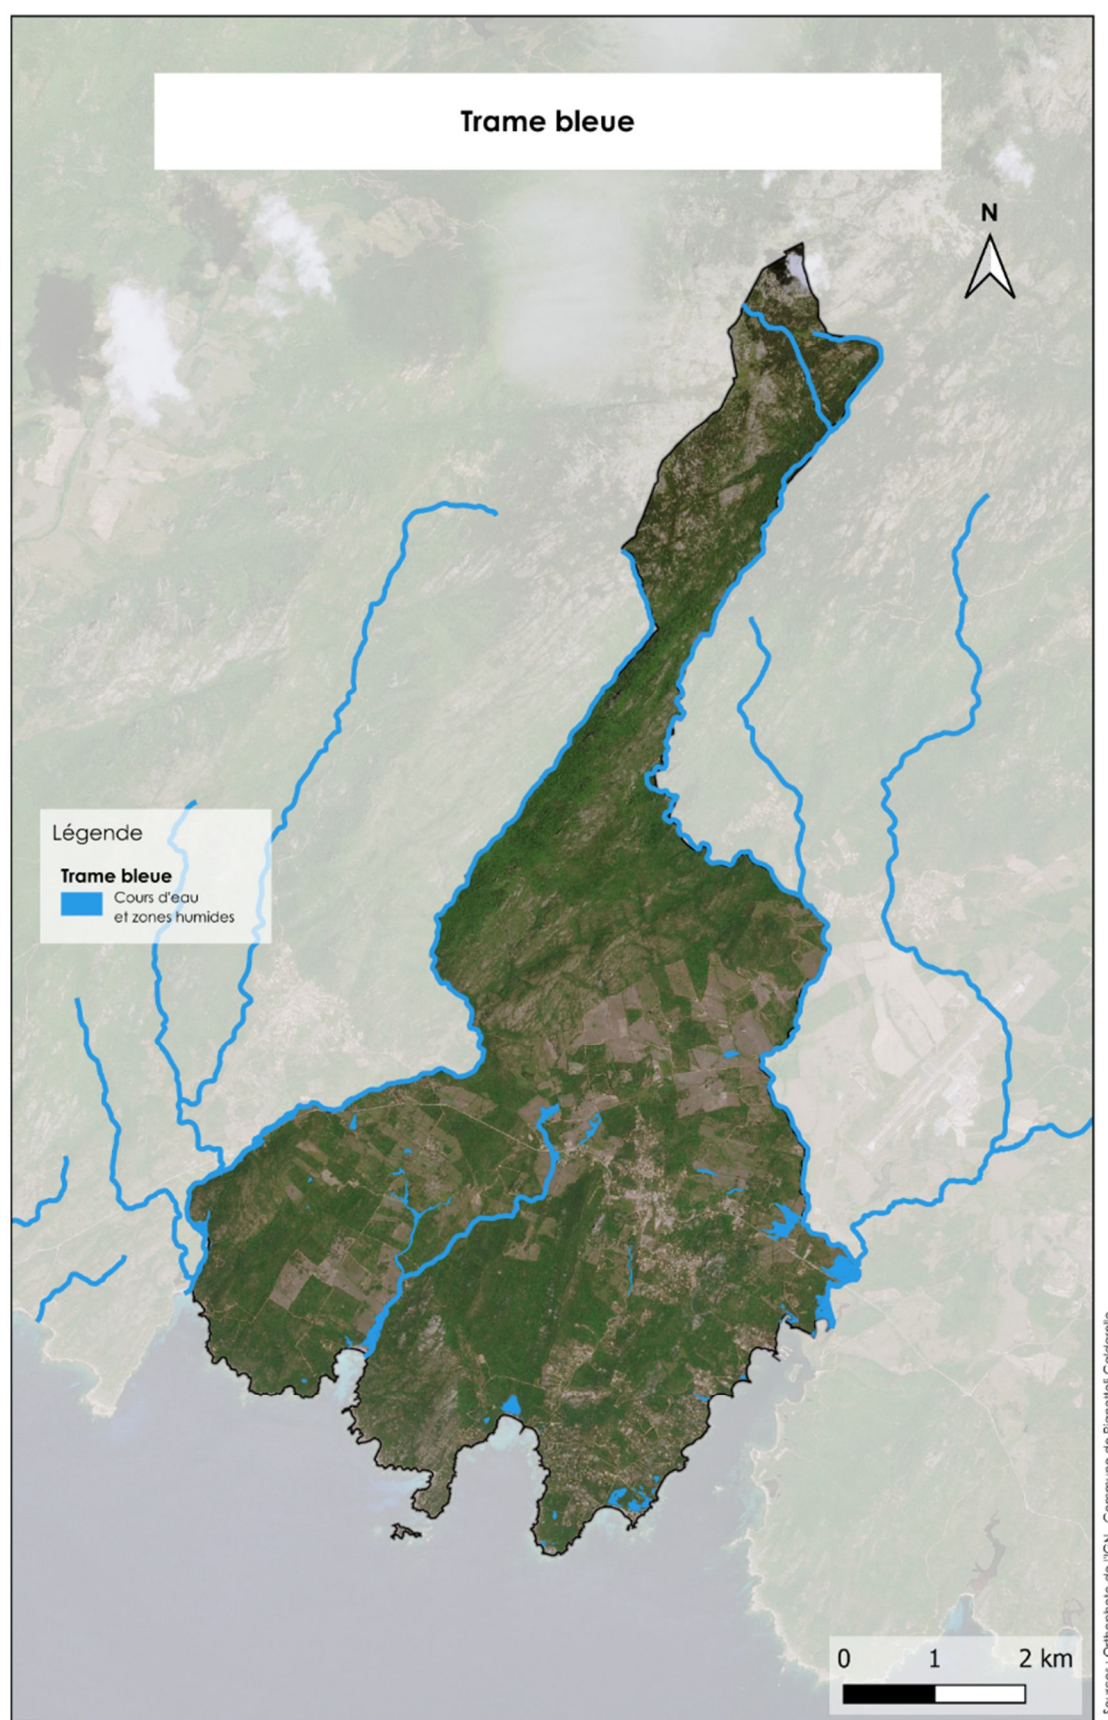 Trame bleue
N
Légende
Trame bleue
Cours d'eau
et zones humides
0 1 2 km